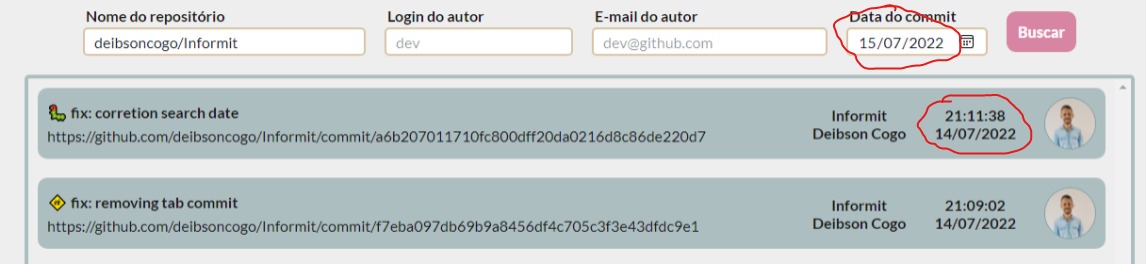 Nome do repositório Login do autor E-mail do autor Data do commit
deibsoncogo/Informit dev dev@github.com 15/07/2022 Buscar
fix: corretion search date Informit 21:11:38
https://github.com/deibsoncogo/Informit/commit/a6b207011710fc800dff20da0216d8c86de220d7 Deibson Cogo 14/07/2022
fix: removing tab commit Informit 21:09:02
https://github.com/deibsoncogo/Informit/commit/f7eba097db69b9a8456df4c705c3f3e43dfdc9e1 Deibson Cogo 14/07/2022